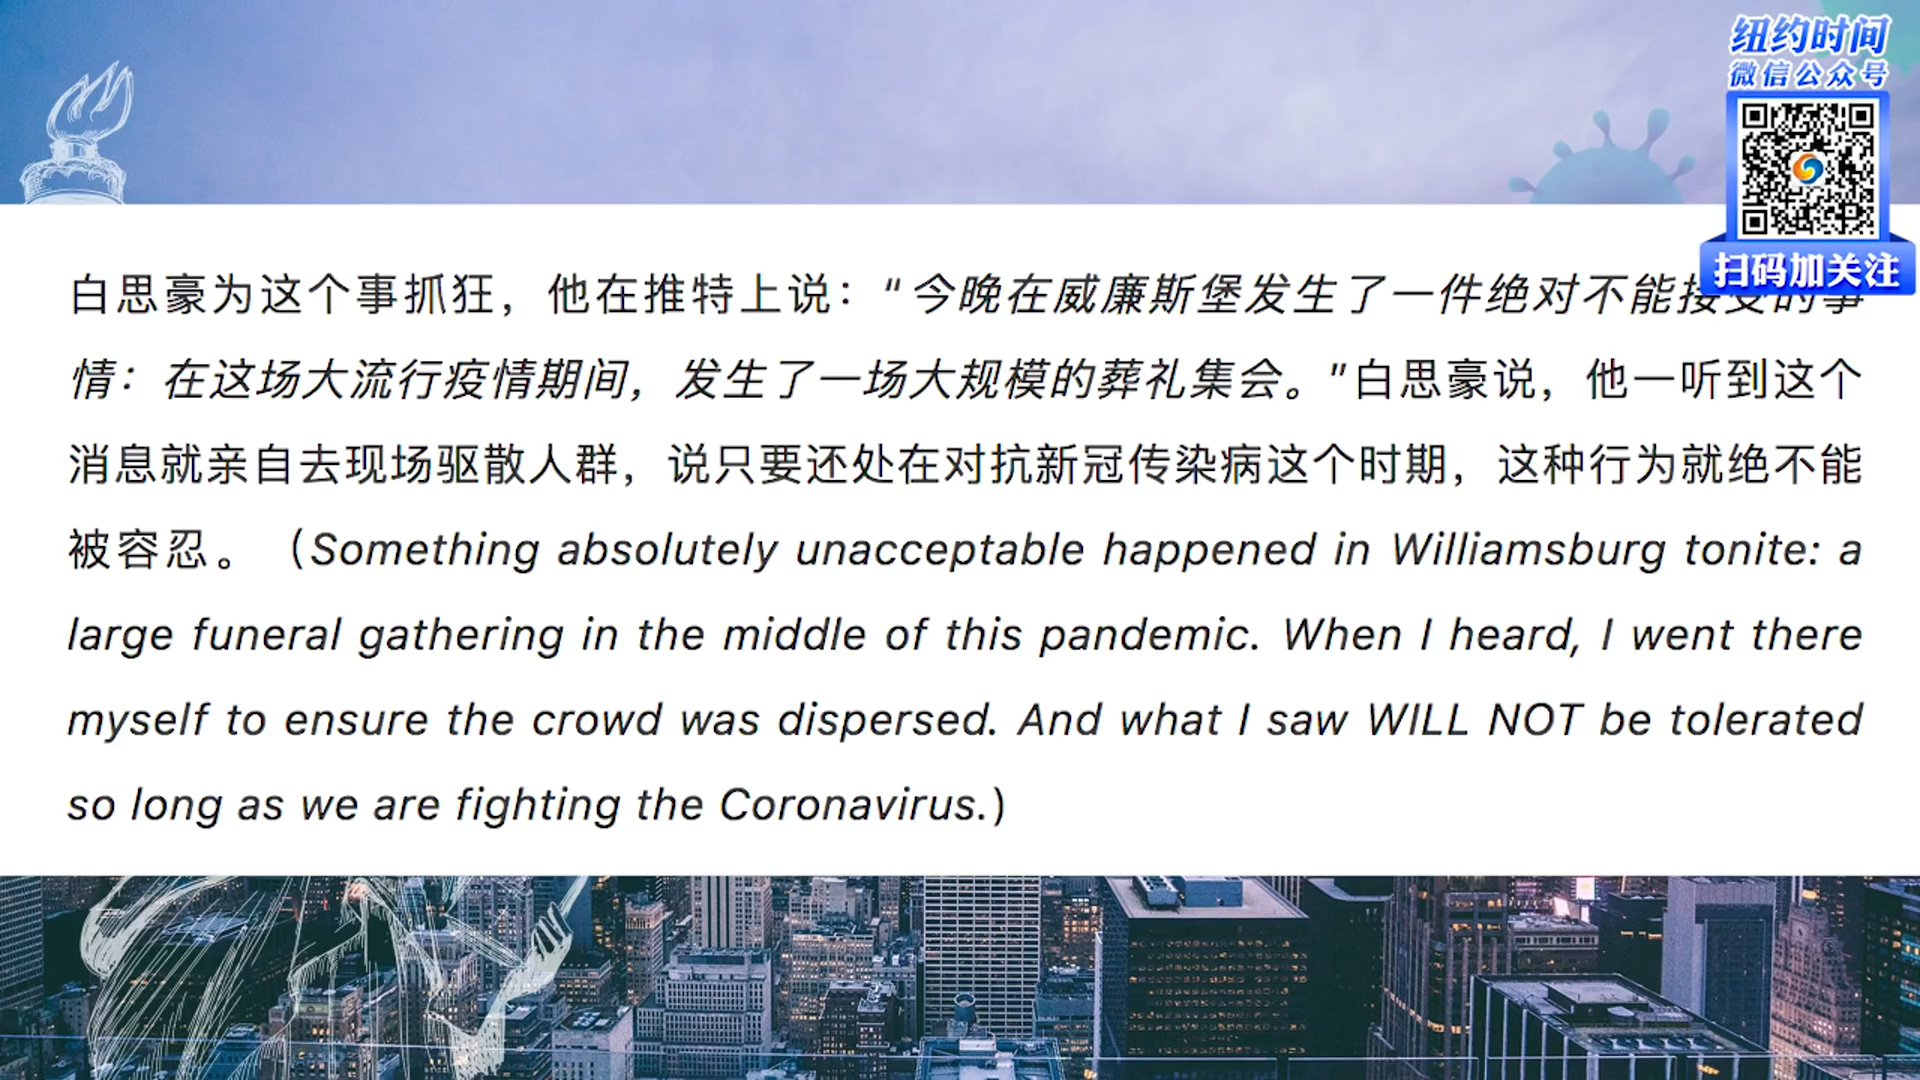 纽约时间
微信公众号
扫码加关注
白思豪为这个事抓狂，他在推特上说：“今晚在威廉斯堡发生了一件绝对不能接受的事
情：在这场大流行疫情期间，发生了一场大规模的葬礼集会。”白思豪说，他一听到这个
消息就亲自去现场驱散人群，说只要还处在对抗新冠传染病这个时期，这种行为就绝不能
被容忍。（Something absolutely unacceptable happened in Williamsburg tonite: a
large funeral gathering in the middle of this pandemic. When I heard, I went there
myself to ensure the crowd was dispersed. And what I saw WILL NOT be tolerated
so long as we are fighting the Coronavirus.）